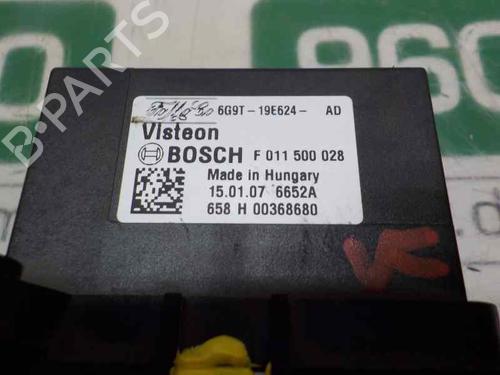 6G9T-19E624- AD
Visteon
BOSCH F 011 500 028
Made in Hungary
15.01.07 6652A
658 H 00368680
B-PARTS